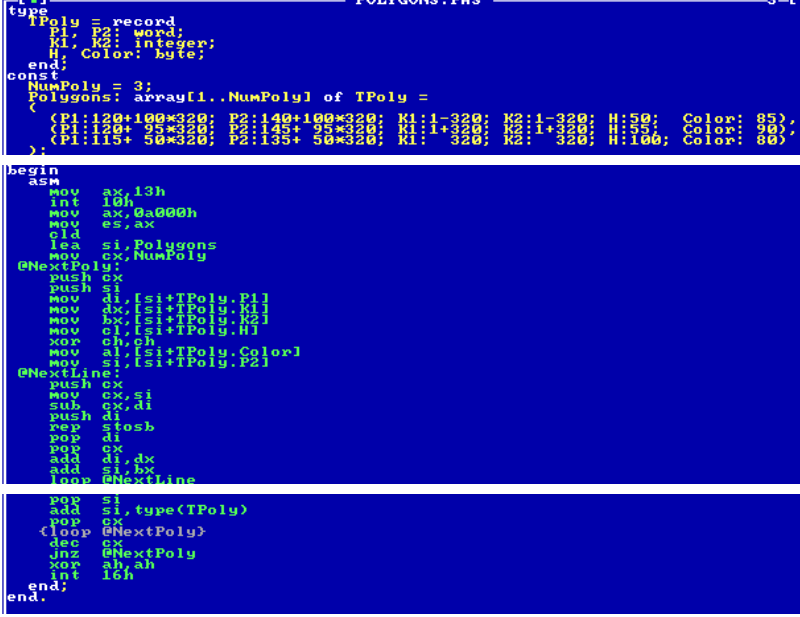 POLYGONS.PAS
type
TPoly = record
P1, P2: word;
K1, K2: integer;
H, Color: byte;
end;
const
NumPoly = 3;
Polygons: array[1..NumPoly] of TPoly =
(
(P1:120+100*320; P2:140+100*320; K1:1-320; K2:1-320; H:50; Color: 85),
(P1:120+ 95*320; P2:145+ 95*320; K1:1+320; K2:1+320; H:55; Color: 90),
(P1:115+ 50*320; P2:135+ 50*320; K1: 320; K2: 320; H:100; Color: 80)
);
begin
asm
mov ax,13h
int 10h
mov ax,0a000h
mov es,ax
cld
lea si,Polygons
mov cx,NumPoly
@NextPoly:
push cx
push si
mov di,[si+TPoly.P1]
mov dx,[si+TPoly.K1]
mov bx,[si+TPoly.K2]
mov cl,[si+TPoly.H]
xor ch,ch
mov al,[si+TPoly.Color]
mov si,[si+TPoly.P2]
@NextLine:
push cx
mov cx,si
sub cx,di
push di
rep stosb
pop di
pop cx
add di,dx
add si,bx
loop @NextLine
pop si
add si,type(TPoly)
pop cx
{loop @NextPoly}
dec cx
jnz @NextPoly
xor ah,ah
int 16h
end;
end.